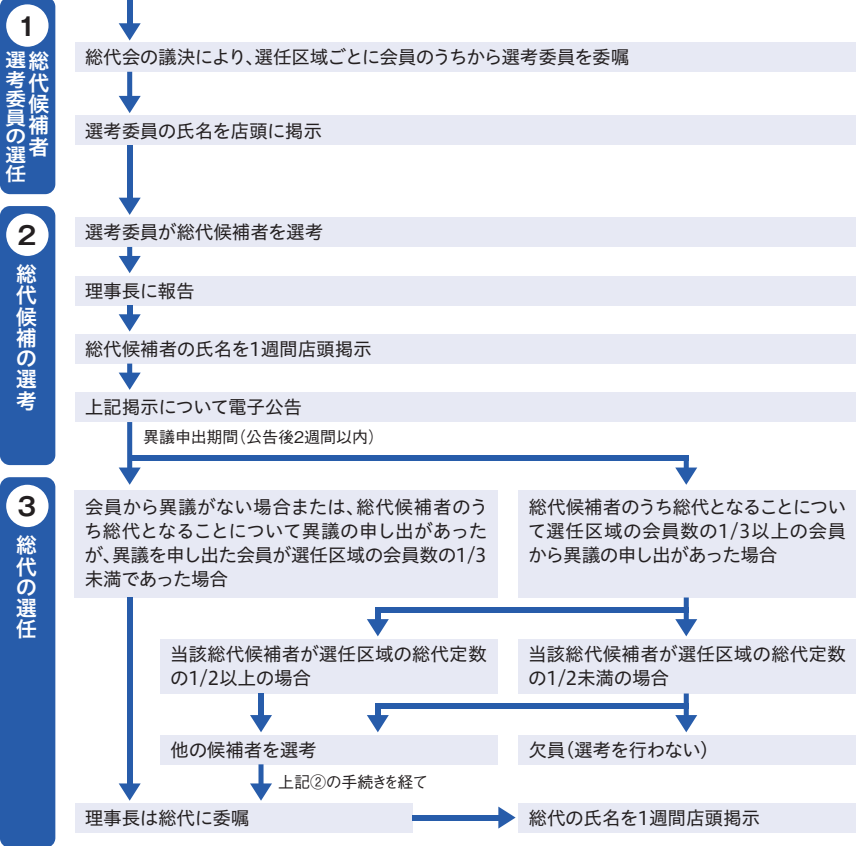 1
総代候補者
選考委員の選任
総代会の議決により、選任区域ごとに会員のうちから選考委員を委嘱
選考委員の氏名を店頭に掲示
2
総代候補の選考
選考委員が総代候補者を選考
理事長に報告
総代候補者の氏名を1週間店頭掲示
上記掲示について電子公告
異議申出期間(公告後2週間以内)
3
総代の選任
会員から異議がない場合または、総代候補者のう
ち総代となることについて異議の申し出があった
が、異議を申し出た会員が選任区域の会員数の1/3
未満であった場合
総代候補者のうち総代となることについ
て選任区域の会員数の1/3以上の会員
から異議の申し出があった場合
当該総代候補者が選任区域の総代定数
の1/2以上の場合
当該総代候補者が選任区域の総代定数
の1/2未満の場合
他の候補者を選考
欠員(選考を行わない)
上記②の手続きを経て
理事長は総代に委嘱
総代の氏名を1週間店頭掲示